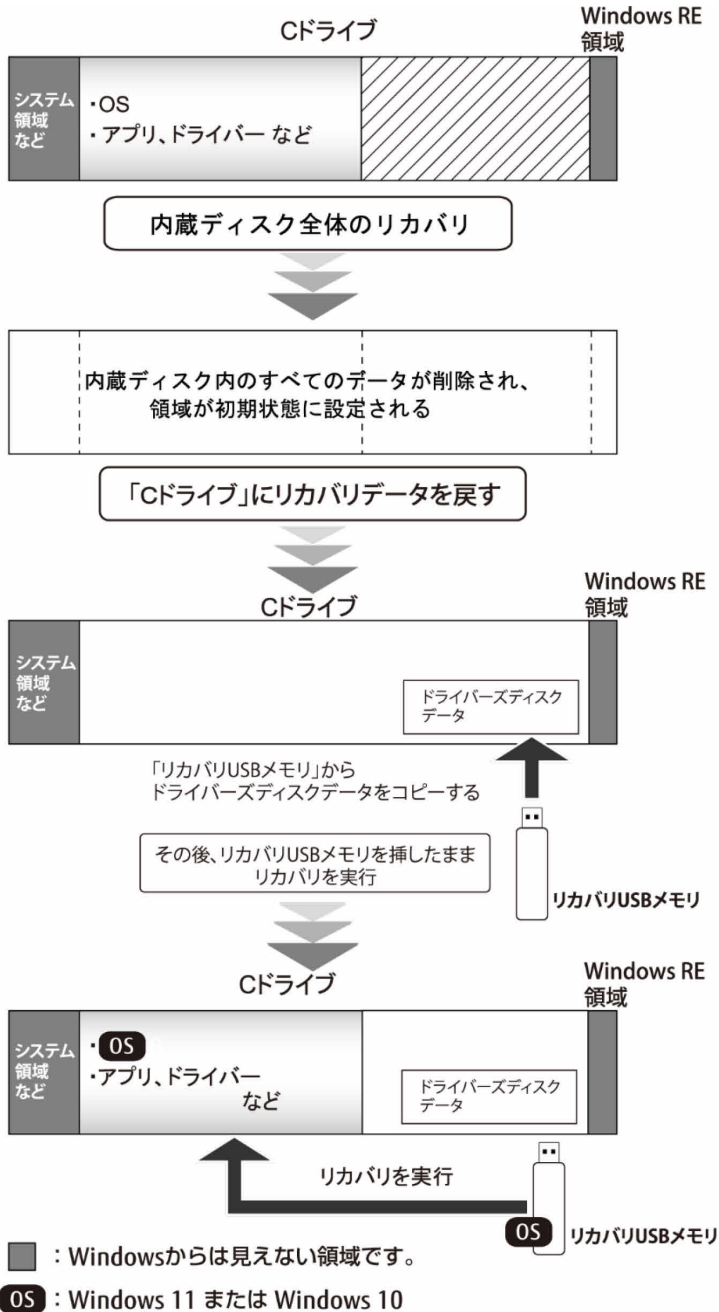 Cドライブ
Windows RE
領域
システム
領域
など
・OS
・アプリ、ドライバー など
内蔵ディスク全体のリカバリ
内蔵ディスク内のすべてのデータが削除され、
領域が初期状態に設定される
「Cドライブ」にリカバリデータを戻す
Cドライブ
Windows RE
領域
システム
領域
など
ドライバーズディスク
データ
「リカバリUSBメモリ」から
ドライバーズディスクデータをコピーする
その後、リカバリUSBメモリを挿したまま
リカバリを実行
リカバリUSBメモリ
Cドライブ
Windows RE
領域
システム
領域
など
・OS
・アプリ、ドライバー
など
ドライバーズディスク
データ
リカバリを実行
OS
リカバリUSBメモリ
：Windowsからは見えない領域です。
OS：Windows 11 または Windows 10